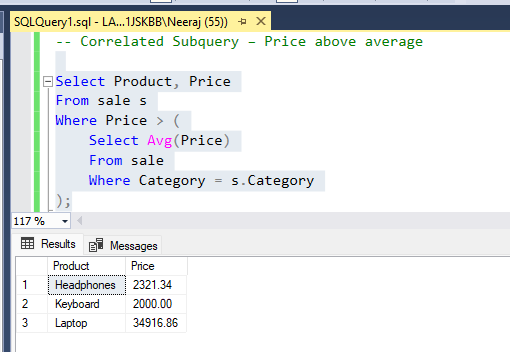 SQLQuery1.sql - LA...1JSKBB\Neeraj (55))
-- Correlated Subquery – Price above average
Select Product, Price
From sale s
Where Price > (
Select Avg(Price)
From sale
Where Category = s.Category
);
117 %
Results Messages
Product Price
1 Headphones 2321.34
2 Keyboard 2000.00
3 Laptop 34916.86